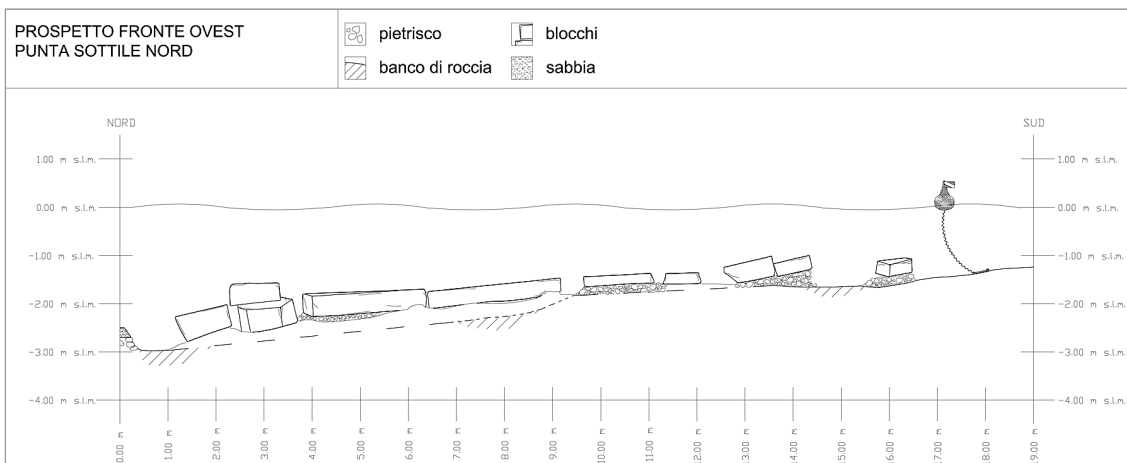 PROSPETTO FRONTE OVEST
PUNTA SOTTILE NORD
pietrisco
blocchi
banco di roccia
sabbia
NORD
SUD
1.00 m s.l.m.
1.00 m s.l.m.
0.00 m s.l.m.
0.00 m s.l.m.
-1.00 m s.l.m.
-1.00 m s.l.m.
-2.00 m s.l.m.
-2.00 m s.l.m.
-3.00 m s.l.m.
-3.00 m s.l.m.
-4.00 m s.l.m.
-4.00 m s.l.m.
0.00 m
1.00 m
2.00 m
3.00 m
4.00 m
5.00 m
6.00 m
7.00 m
8.00 m
9.00 m
10.00 m
11.00 m
12.00 m
13.00 m
14.00 m
15.00 m
16.00 m
17.00 m
18.00 m
19.00 m